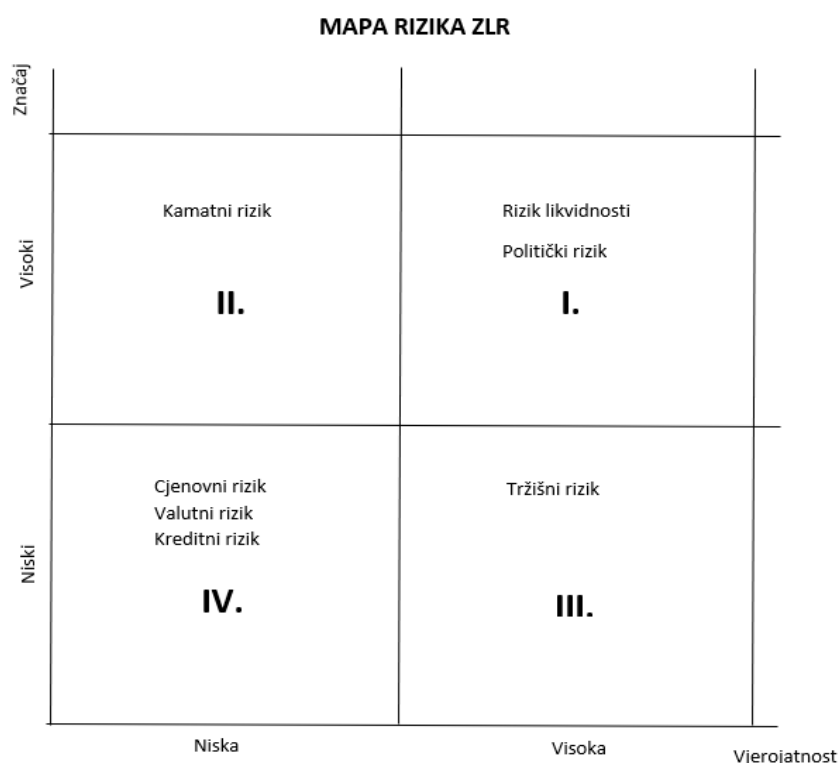 MAPA RIZIKA ZLR
Značaj
Visoki
Kamatni rizik
II.
Rizik likvidnosti
Politički rizik
I.
Niski
Cjenovni rizik
Valutni rizik
Kreditni rizik
IV.
Tržišni rizik
III.
Niska
Visoka
Vjerojatnost